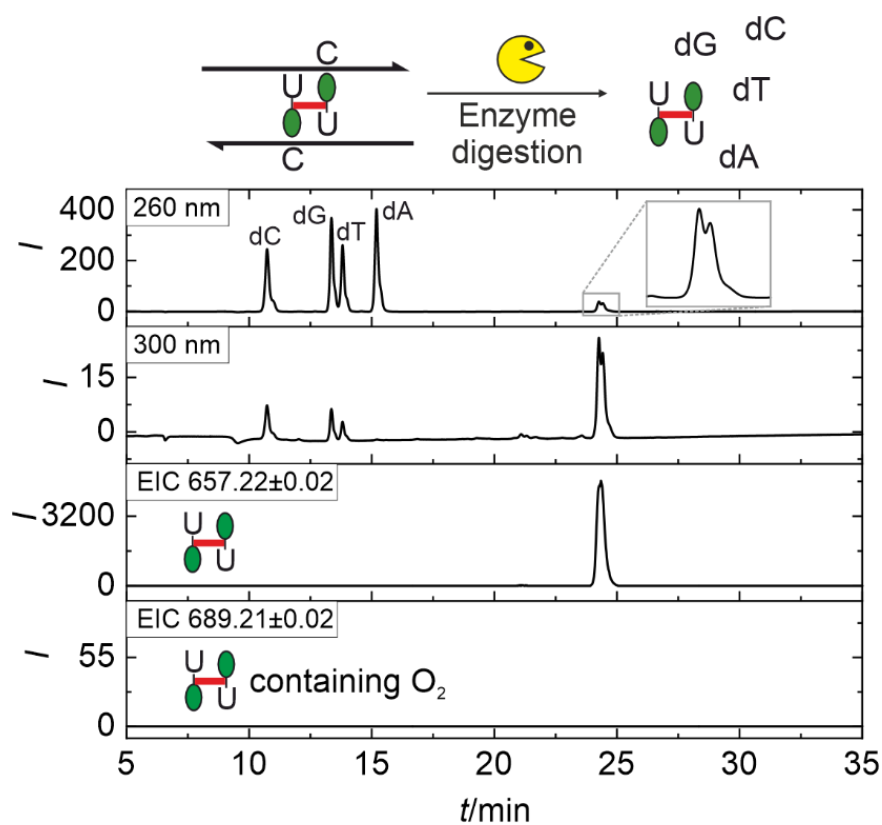 C
U
U
C
Enzyme
digestion
dG
dC
U
dT
U
dA
260 nm
I
400
200
0
dC
dG
dT
dA
300 nm
I
15
0
EIC 657.22±0.02
I
3200
0
U
U
EIC 689.21±0.02
I
55
0
U
U
containing O₂
5
10
15
20
25
30
35
t/min